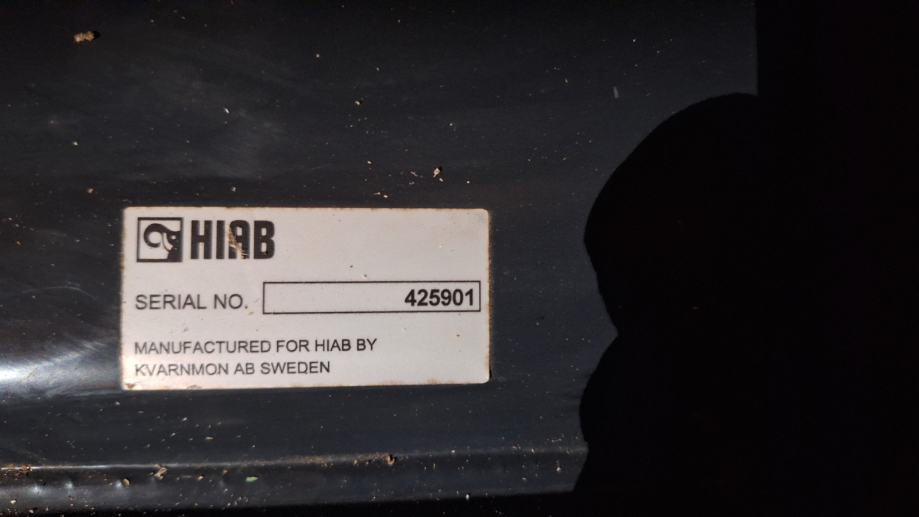 HIAB
SERIAL NO. 425901
MANUFACTURED FOR HIAB BY
KVARNMON AB SWEDEN